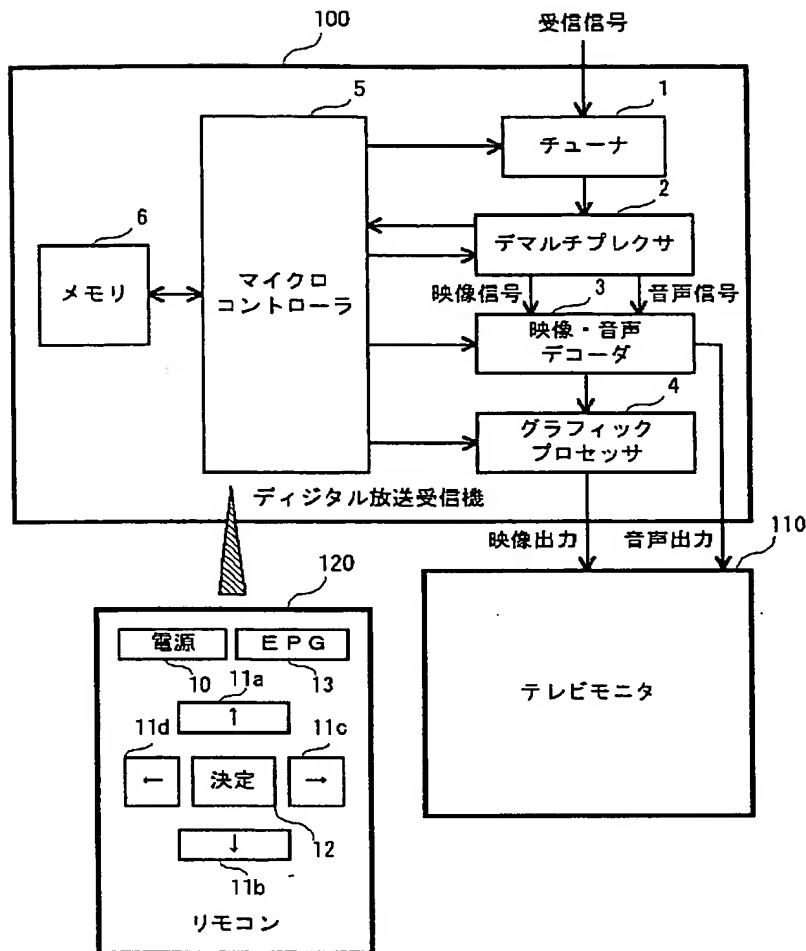 100
受信信号
5
1
チューナ
2
6
デマルチプレクサ
メモリ
マイクロ
コントローラ
映像信号
3
音声信号
映像・音声
デコーダ
4
グラフィック
プロセッサ
ディジタル放送受信機
映像出力
音声出力
110
120
電源
EPG
10
13
11a
↑
テレビモニタ
11d
11c
←
決定
→
↓
12
11b
リモコン